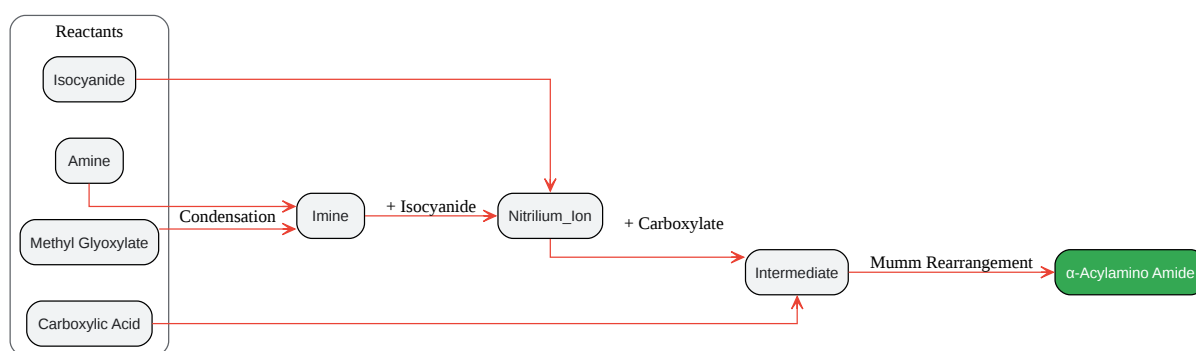 Reactants
Isocyanide
Amine
Methyl Glyoxylate
Carboxylic Acid
Condensation
Imine
+ Isocyanide
Nitrilium_Ion
+ Carboxylate
Intermediate
Mumm Rearrangement
α-Acylamino Amide